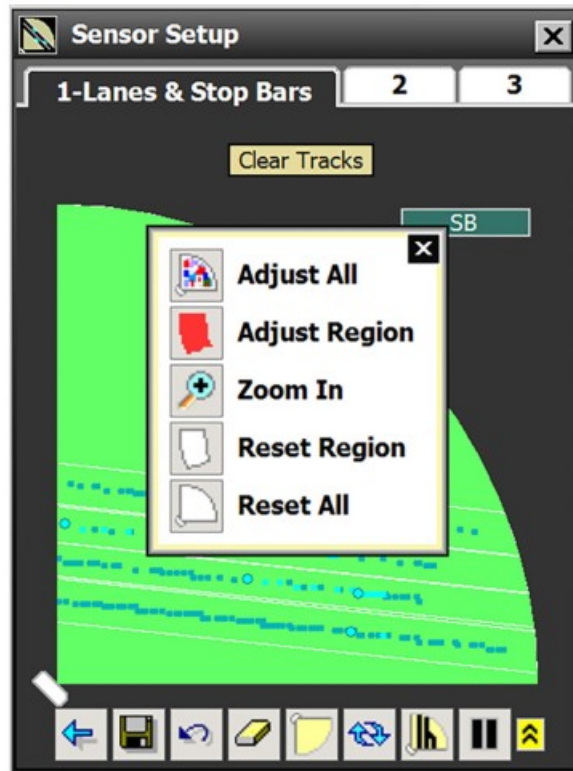 Sensor Setup
1-Lanes & Stop Bars
2
3
Clear Tracks
SB
Adjust All
Adjust Region
Zoom In
Reset Region
Reset All